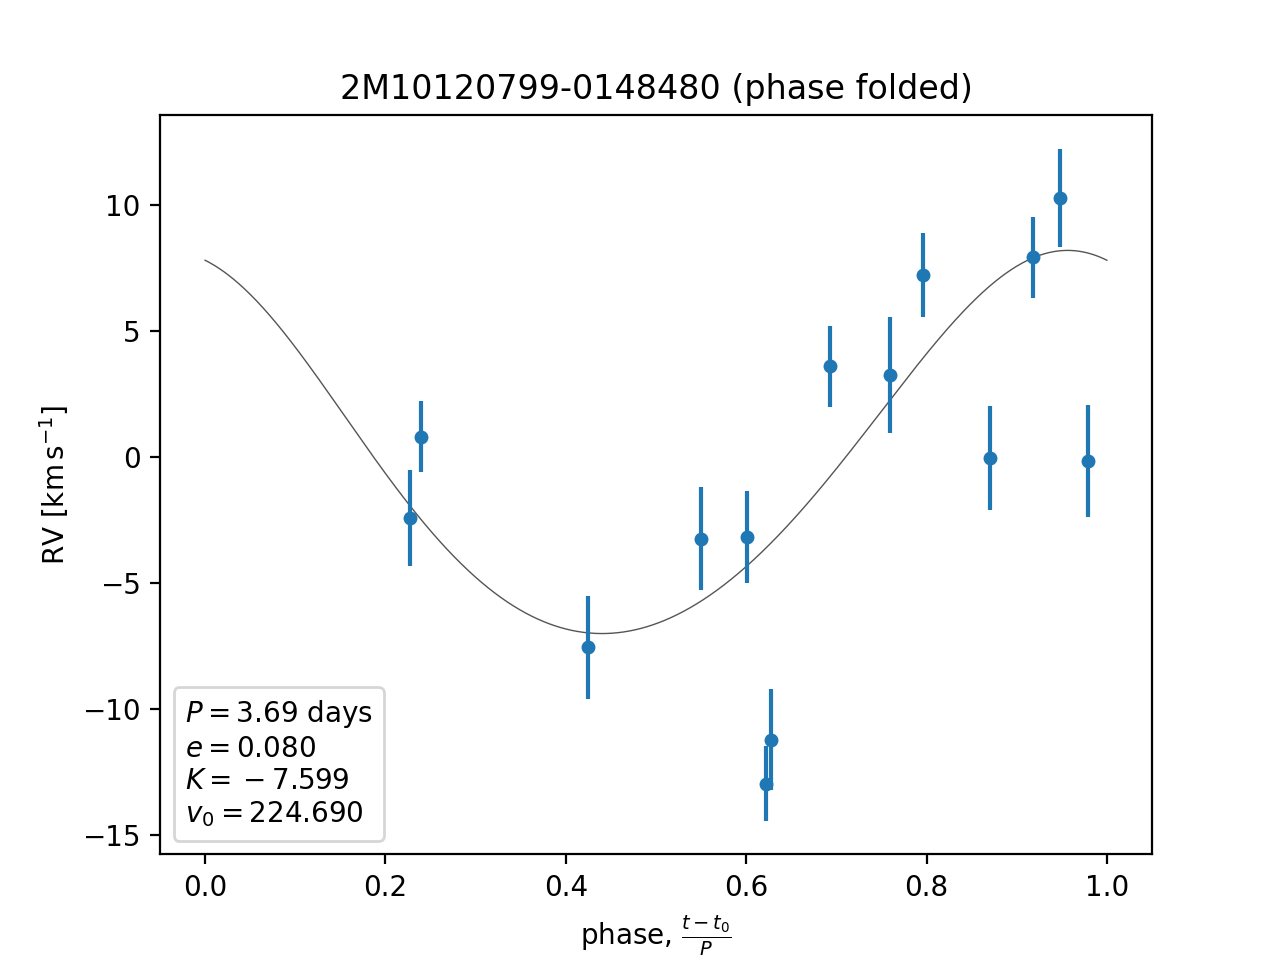 2M10120799-0148480 (phase folded)
10
5
0
−5
−10
−15
RV [km s⁻¹]
P = 3.69 days
e = 0.080
K = −7.599
v₀ = 224.690
0.0 0.2 0.4 0.6 0.8 1.0
phase, (t − t₀)/P